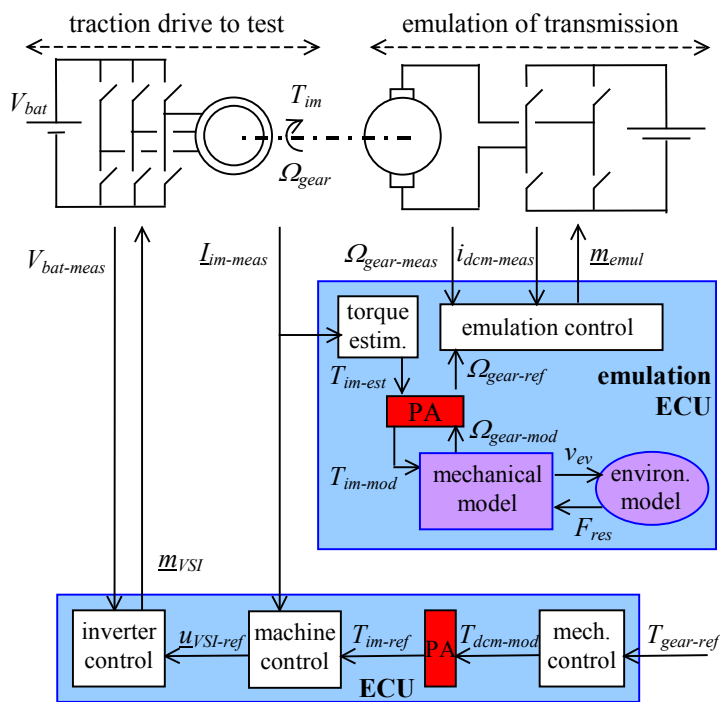 traction drive to test
emulation of transmission
V_bat
T_im
Ω_gear
V_bat-meas
I_im-meas
Ω_gear-meas
i_dcm-meas
m_emul
torque
estim.
emulation control
T_im-est
Ω_gear-ref
emulation
ECU
PA
Ω_gear-mod
v_ev
T_im-mod
mechanical
model
environ.
model
F_res
m_VSI
inverter
control
u_VSI-ref
machine
control
T_im-ref
PA
T_dcm-mod
mech.
control
T_gear-ref
ECU